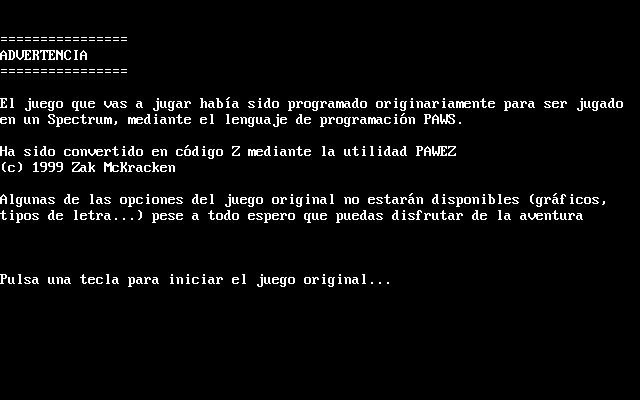 ================
ADVERTENCIA
================
El juego que vas a jugar había sido programado originariamente para ser jugado
en un Spectrum, mediante el lenguaje de programación PAWS.
Ha sido convertido en código Z mediante la utilidad PAWEZ
(c) 1999 Zak McKracken
Algunas de las opciones del juego original no estarán disponibles (gráficos,
tipos de letra...) pese a todo espero que puedas disfrutar de la aventura
Pulsa una tecla para iniciar el juego original...